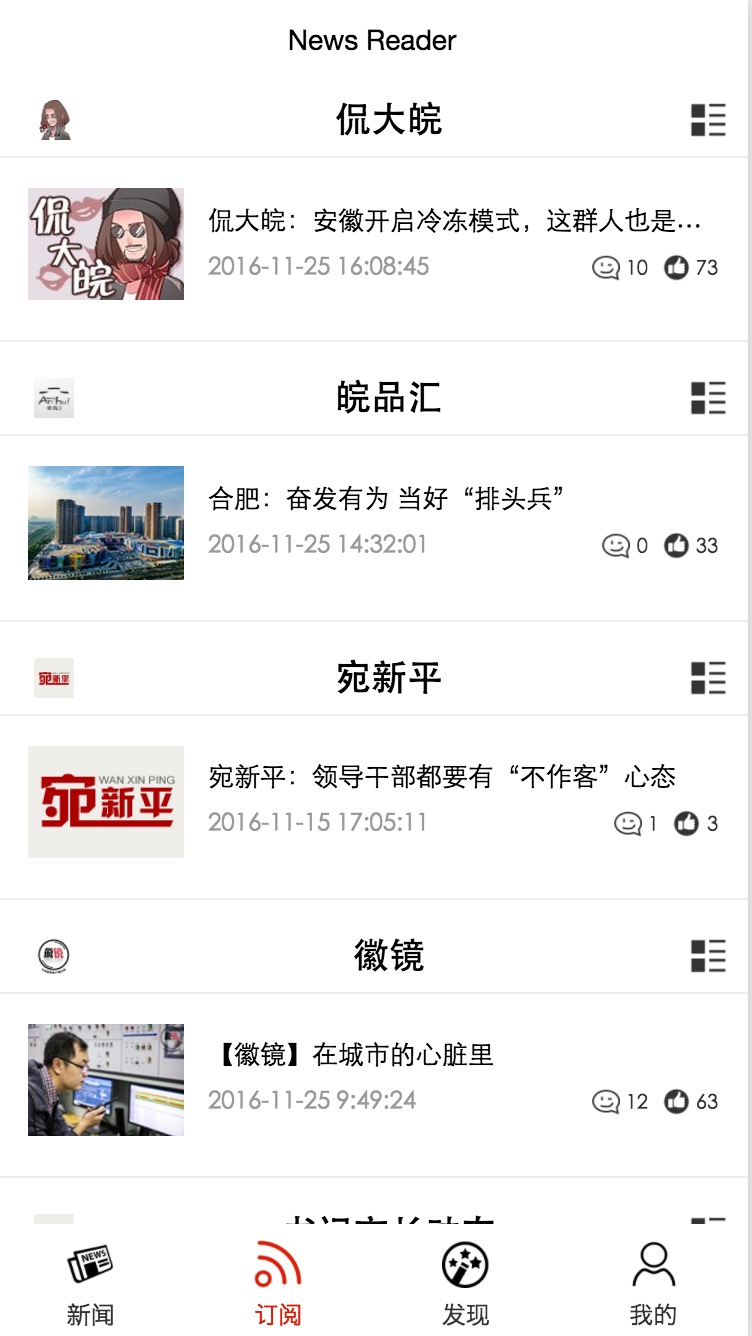 News Reader
侃大皖
侃大皖
侃大皖：安徽开启冷冻模式，这群人也是...
2016-11-25 16:08:45
10 73
Anhui
皖品汇
合肥：奋发有为 当好“排头兵”
2016-11-25 14:32:01
0 33
宛新平
宛新平
WAN XIN PING
宛新平
宛新平：领导干部都要有“不作客”心态
2016-11-15 17:05:11
1 3
徽镜
徽镜
【徽镜】在城市的心脏里
2016-11-25 9:49:24
12 63
NEWS
新闻
订阅
发现
我的